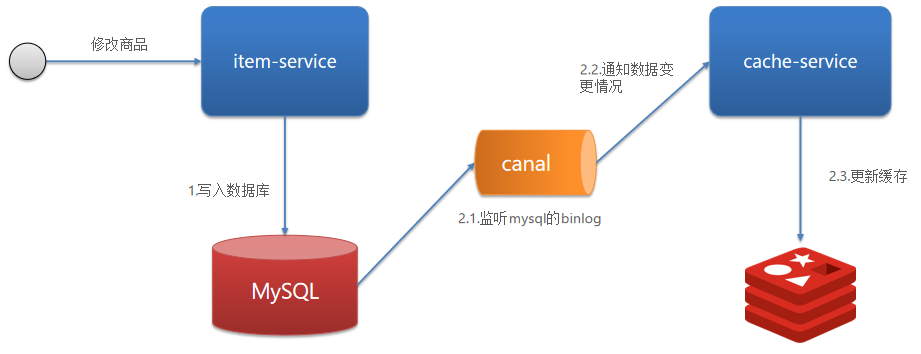 修改商品
item-service
1.写入数据库
MySQL
canal
2.1.监听mysql的binlog
2.2.通知数据变
更情况
cache-service
2.3.更新缓存